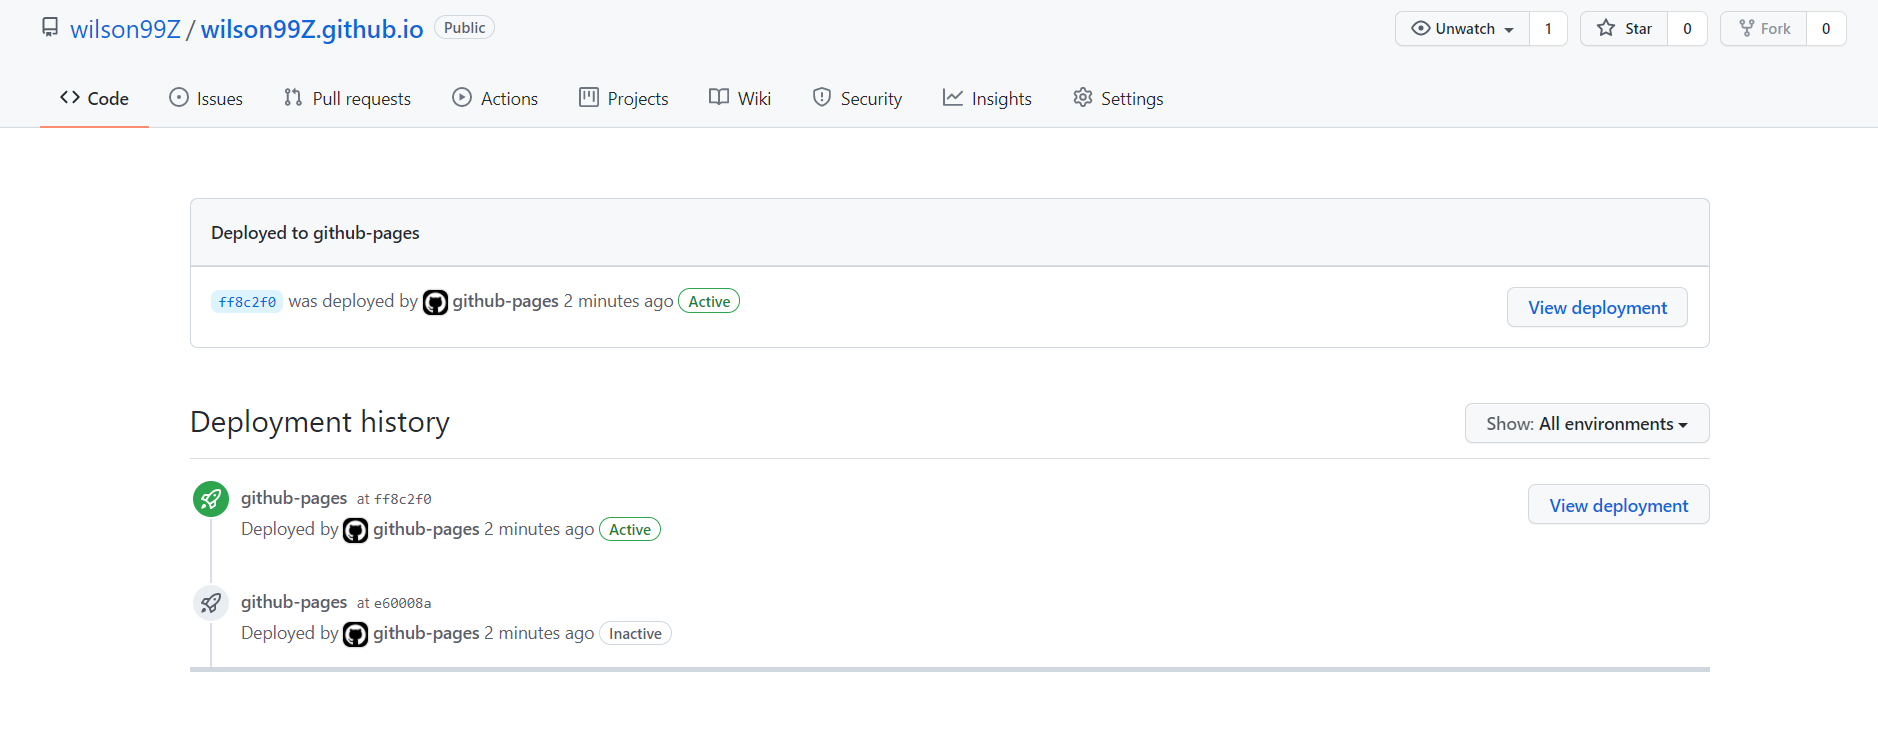 wilson99Z / wilson99Z.github.io Public Unwatch 1 Star 0 Fork 0
Code Issues Pull requests Actions Projects Wiki Security Insights Settings
Deployed to github-pages
ff8c2f0 was deployed by github-pages 2 minutes ago Active View deployment
Deployment history Show: All environments
github-pages at ff8c2f0 View deployment
Deployed by github-pages 2 minutes ago Active
github-pages at e60008a
Deployed by github-pages 2 minutes ago Inactive